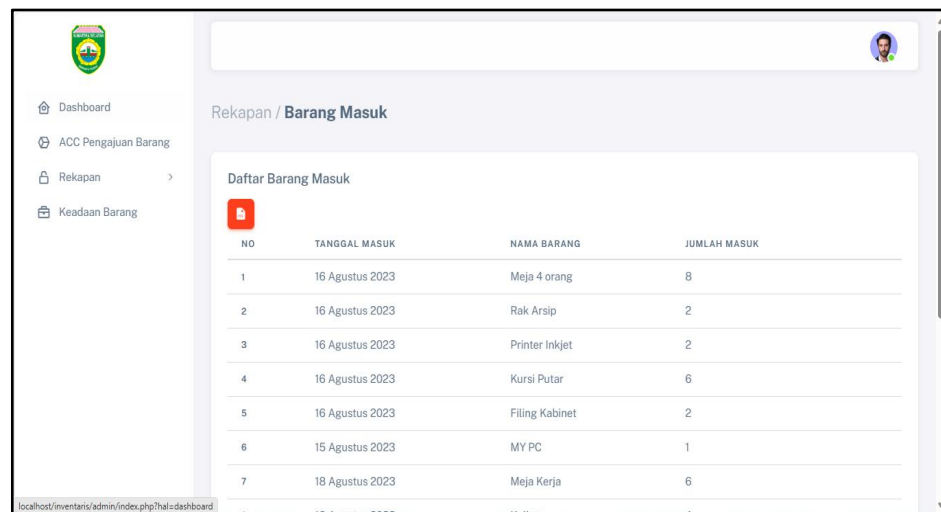 SUMATERA SELATAN
Dashboard
ACC Pengajuan Barang
Rekapan
Keadaan Barang
Rekapan / Barang Masuk
Daftar Barang Masuk
NO TANGGAL MASUK NAMA BARANG JUMLAH MASUK
1 16 Agustus 2023 Meja 4 orang 8
2 16 Agustus 2023 Rak Arsip 2
3 16 Agustus 2023 Printer Inkjet 2
4 16 Agustus 2023 Kursi Putar 6
5 16 Agustus 2023 Filing Kabinet 2
6 15 Agustus 2023 MY PC 1
7 18 Agustus 2023 Meja Kerja 6
localhost/inventaris/admin/index.php?hal=dashboard